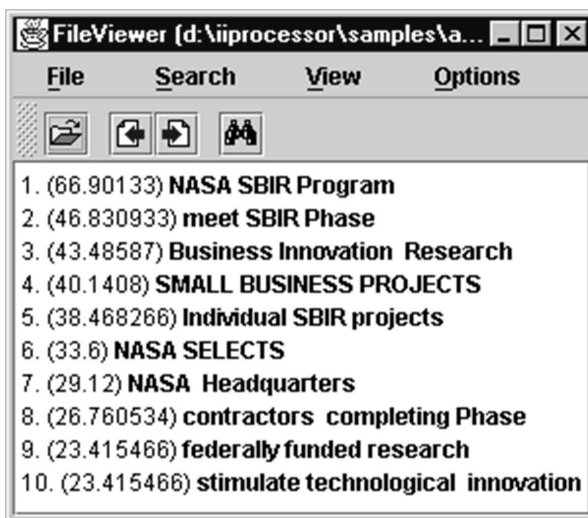 FileViewer (d:\iiprocessor\samples\a...
File Search View Options
1. (66.90133) NASA SBIR Program
2. (46.830933) meet SBIR Phase
3. (43.48587) Business Innovation Research
4. (40.1408) SMALL BUSINESS PROJECTS
5. (38.468266) Individual SBIR projects
6. (33.6) NASA SELECTS
7. (29.12) NASA Headquarters
8. (26.760534) contractors completing Phase
9. (23.415466) federally funded research
10. (23.415466) stimulate technological innovation